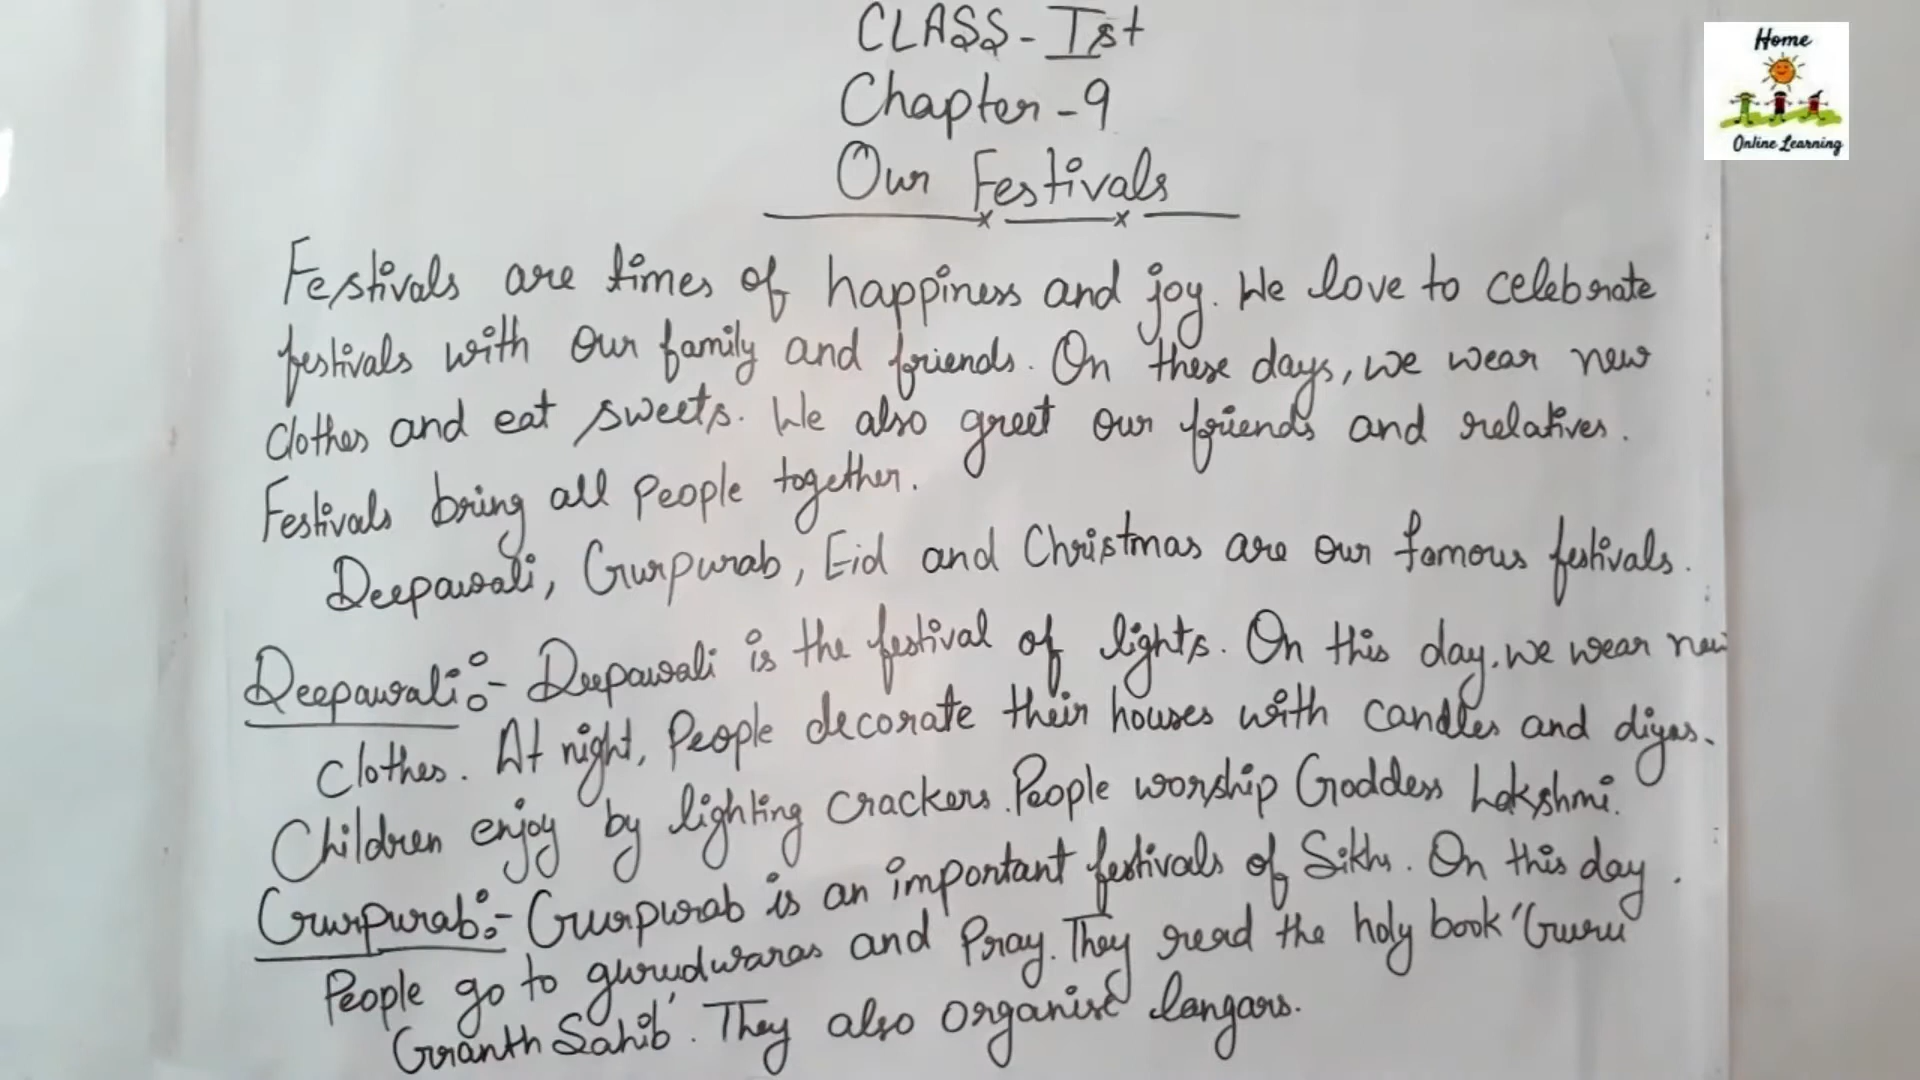 CLASS - Ist
Chapter - 9
Our Festivals
Home
Online Learning
Festivals are times of happiness and joy. We love to celebrate
festivals with our family and friends. On these days, we wear new
clothes and eat sweets. We also greet our friends and relatives.
Festivals bring all People together.
Deepawali, Gurpurab, Eid and Christmas are our famous festivals.
Deepawali:- Deepawali is the festival of lights. On this day, we wear new
clothes. At night, People decorate their houses with candles and diyas.
Children enjoy by lighting crackers. People worship Goddess Lakshmi.
Gurpurab:- Gurpurab is an important festivals of Sikhs. On this day.
People go to gurudwaras and Pray. They read the holy book 'Guru
Granth Sahib'. They also organise langars.